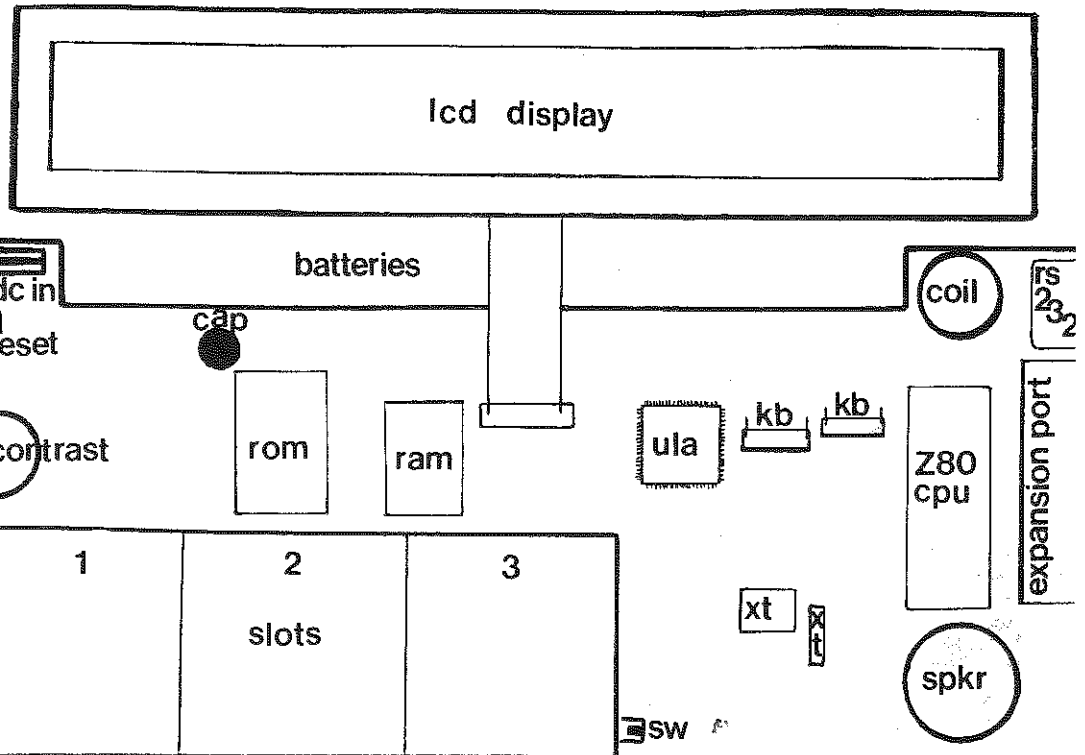 lcd display
batteries
dc in
eset
cap
coil
rs
232
contrast
rom
ram
ula
kb
kb
Z80
cpu
expansion port
1
2
3
slots
xt
xt
spkr
sw